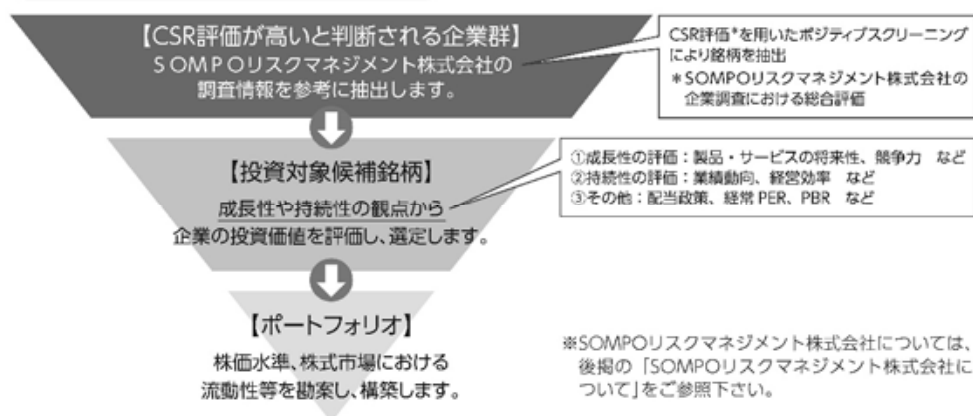 【CSR評価が高いと判断される企業群】
SOMPOリスクマネジメント株式会社の
調査情報を参考に抽出します。
CSR評価*を用いたポジティブスクリーニング
により銘柄を抽出
*SOMPOリスクマネジメント株式会社の
企業調査における総合評価
【投資対象候補銘柄】
成長性や持続性の観点から
企業の投資価値を評価し、選定します。
①成長性の評価：製品・サービスの将来性、競争力 など
②持続性の評価：業績動向、経営効率 など
③その他：配当政策、経常PER、PBR など
【ポートフォリオ】
株価水準、株式市場における
流動性等を勘案し、構築します。
※SOMPOリスクマネジメント株式会社については、
後掲の「SOMPOリスクマネジメント株式会社に
ついて」をご参照下さい。